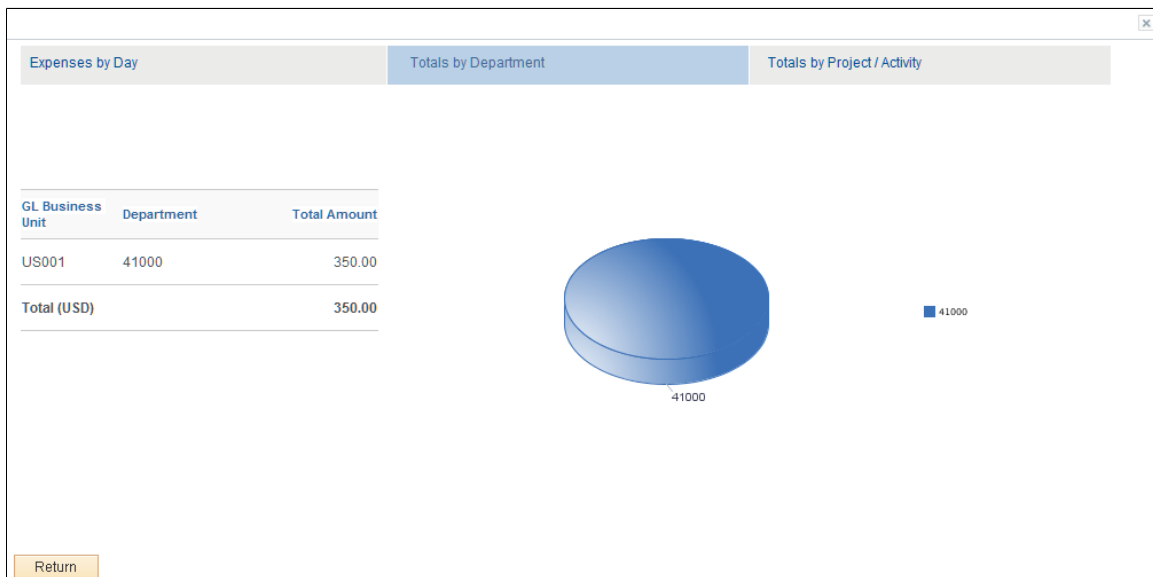 Expenses by Day Totals by Department Totals by Project / Activity
GL Business
Unit Department Total Amount
US001 41000 350.00
Total (USD) 350.00
41000
41000
Return